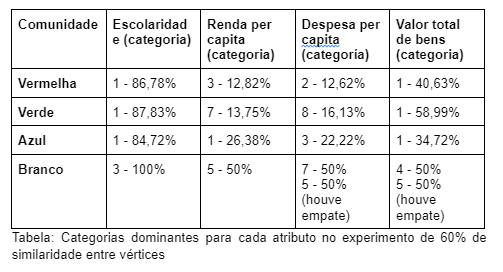 Comunidade Escolaridad Renda per Despesa per Valor total
e (categoria) capita capita de bens
(categoria) (categoria) (categoria)
Vermelha 1 - 86,78% 3 - 12,82% 2 - 12,62% 1 - 40,63%
Verde 1 - 87,83% 7 - 13,75% 8 - 16,13% 1 - 58,99%
Azul 1 - 84,72% 1 - 26,38% 3 - 22,22% 1 - 34,72%
Branco 3 - 100% 5 - 50% 7 - 50% 4 - 50%
5 - 50% 5 - 50%
(houve (houve
empate) empate)
Tabela: Categorias dominantes para cada atributo no experimento de 60% de
similaridade entre vértices